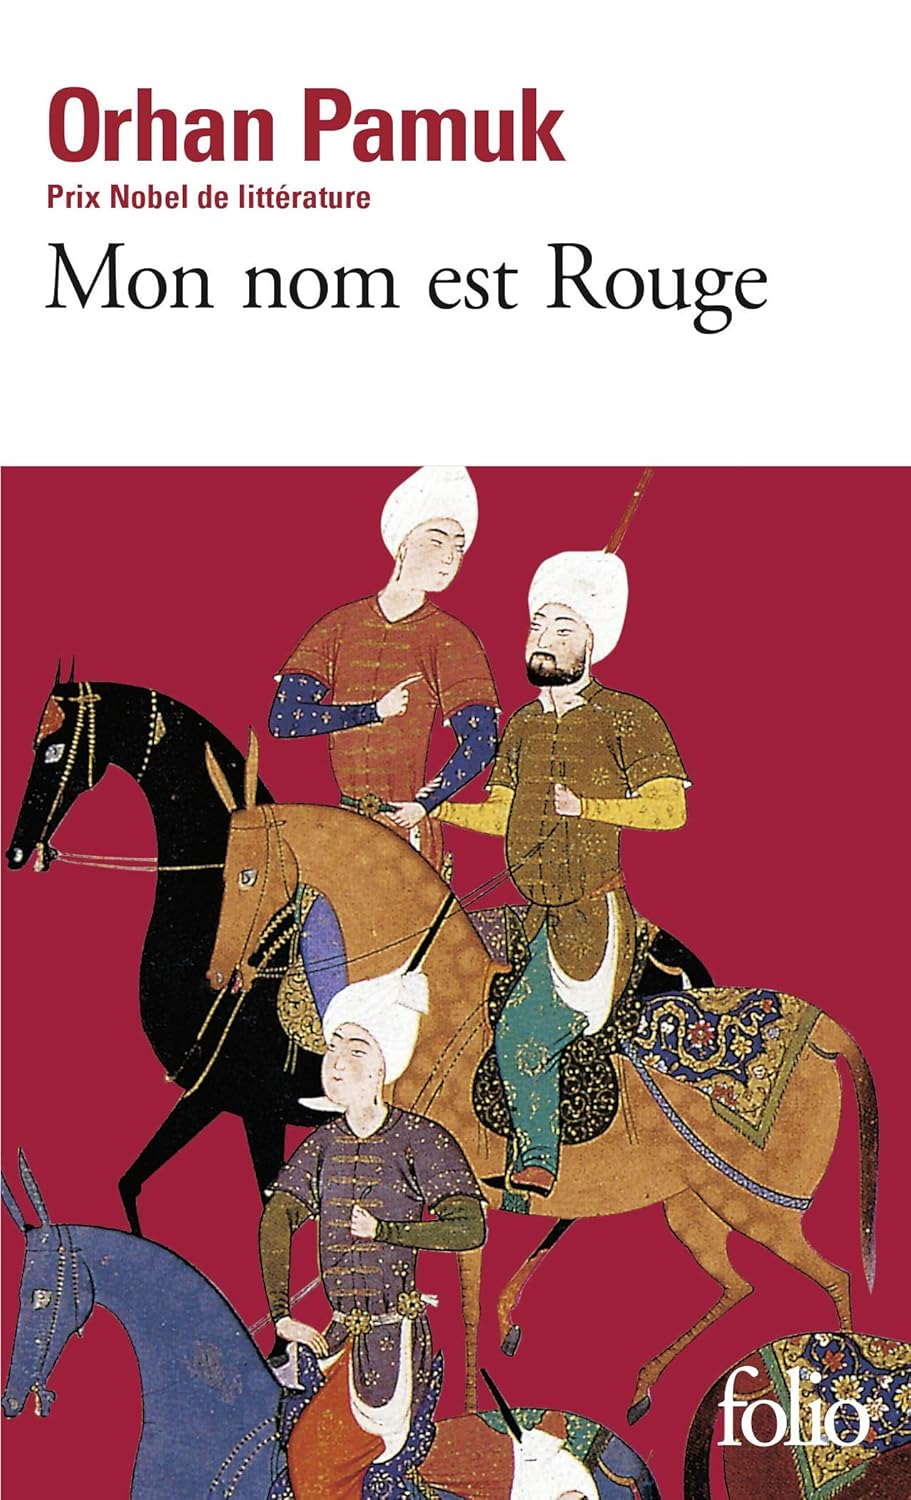 Orhan Pamuk
Prix Nobel de littérature
Mon nom est Rouge
folio